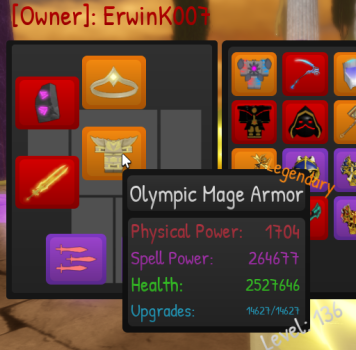 [Owner]: ErwinK007
Legendary
Olympic Mage Armor
Physical Power: 1704
Spell Power: 264677
Health: 2527646
Upgrades: 14627/14627
Level: 136